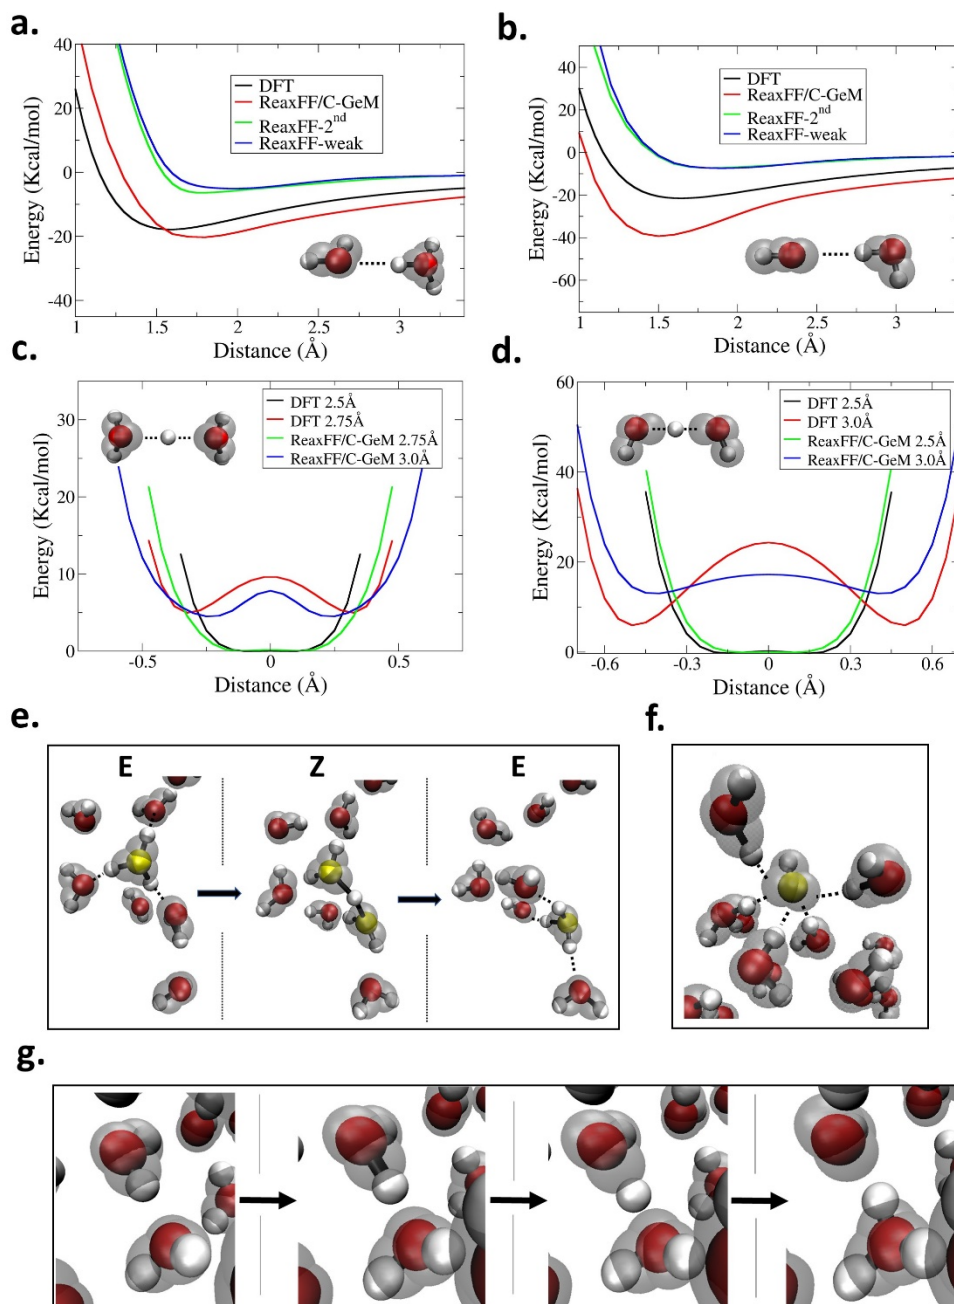 a.
Energy (Kcal/mol)
40
20
0
-20
-40
DFT
ReaxFF/C-GeM
ReaxFF-2nd
ReaxFF-weak
1 1.5 2 2.5 3
Distance (Å)
b.
Energy (Kcal/mol)
40
20
0
-20
-40
-60
DFT
ReaxFF/C-GeM
ReaxFF-2nd
ReaxFF-weak
1 1.5 2 2.5 3
Distance (Å)
c.
Energy (Kcal/mol)
30
20
10
0
DFT 2.5Å
DFT 2.75Å
ReaxFF/C-GeM 2.75Å
ReaxFF/C-GeM 3.0Å
-0.5 0 0.5
Distance (Å)
d.
Energy (Kcal/mol)
60
40
20
0
DFT 2.5Å
DFT 3.0Å
ReaxFF/C-GeM 2.5Å
ReaxFF/C-GeM 3.0Å
-0.6 -0.3 0 0.3 0.6
Distance (Å)
e.
E Z E
f.
g.